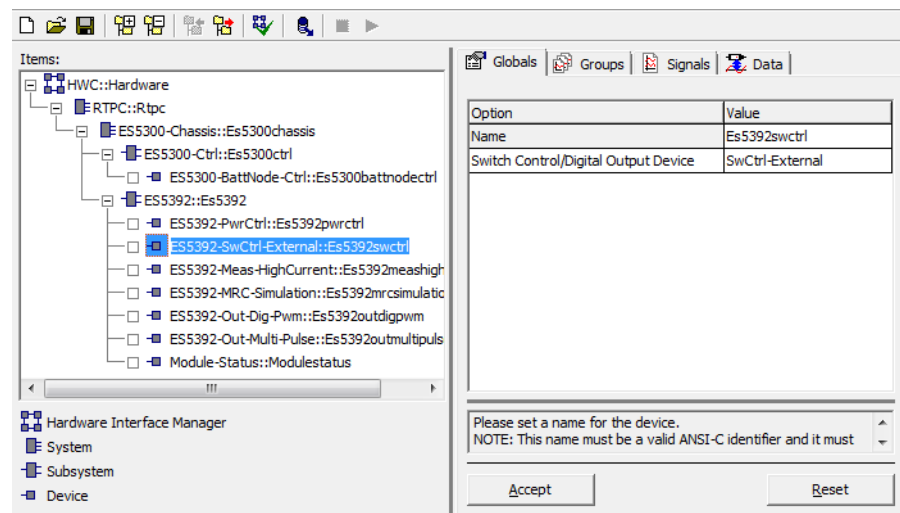 Items:
HWC::Hardware
RTPC::Rtpc
ES5300-Chassis::Es5300chassis
ES5300-Ctrl::Es5300ctrl
ES5300-BattNode-Ctrl::Es5300battnodectrl
ES5392::Es5392
ES5392-PwrCtrl::Es5392pwrctrl
ES5392-SwCtrl-External::Es5392swctrl
ES5392-Meas-HighCurrent::Es5392meashigh
ES5392-MRC-Simulation::Es5392mrcsimulatic
ES5392-Out-Dig-Pwm::Es5392outdigpwm
ES5392-Out-Multi-Pulse::Es5392outmultipuls
Module-Status::Modulestatus
Hardware Interface Manager
System
Subsystem
Device
Globals Groups Signals Data
Option Value
Name Es5392swctrl
Switch Control/Digital Output Device SwCtrl-External
Please set a name for the device.
NOTE: This name must be a valid ANSI-C identifier and it must
Accept Reset